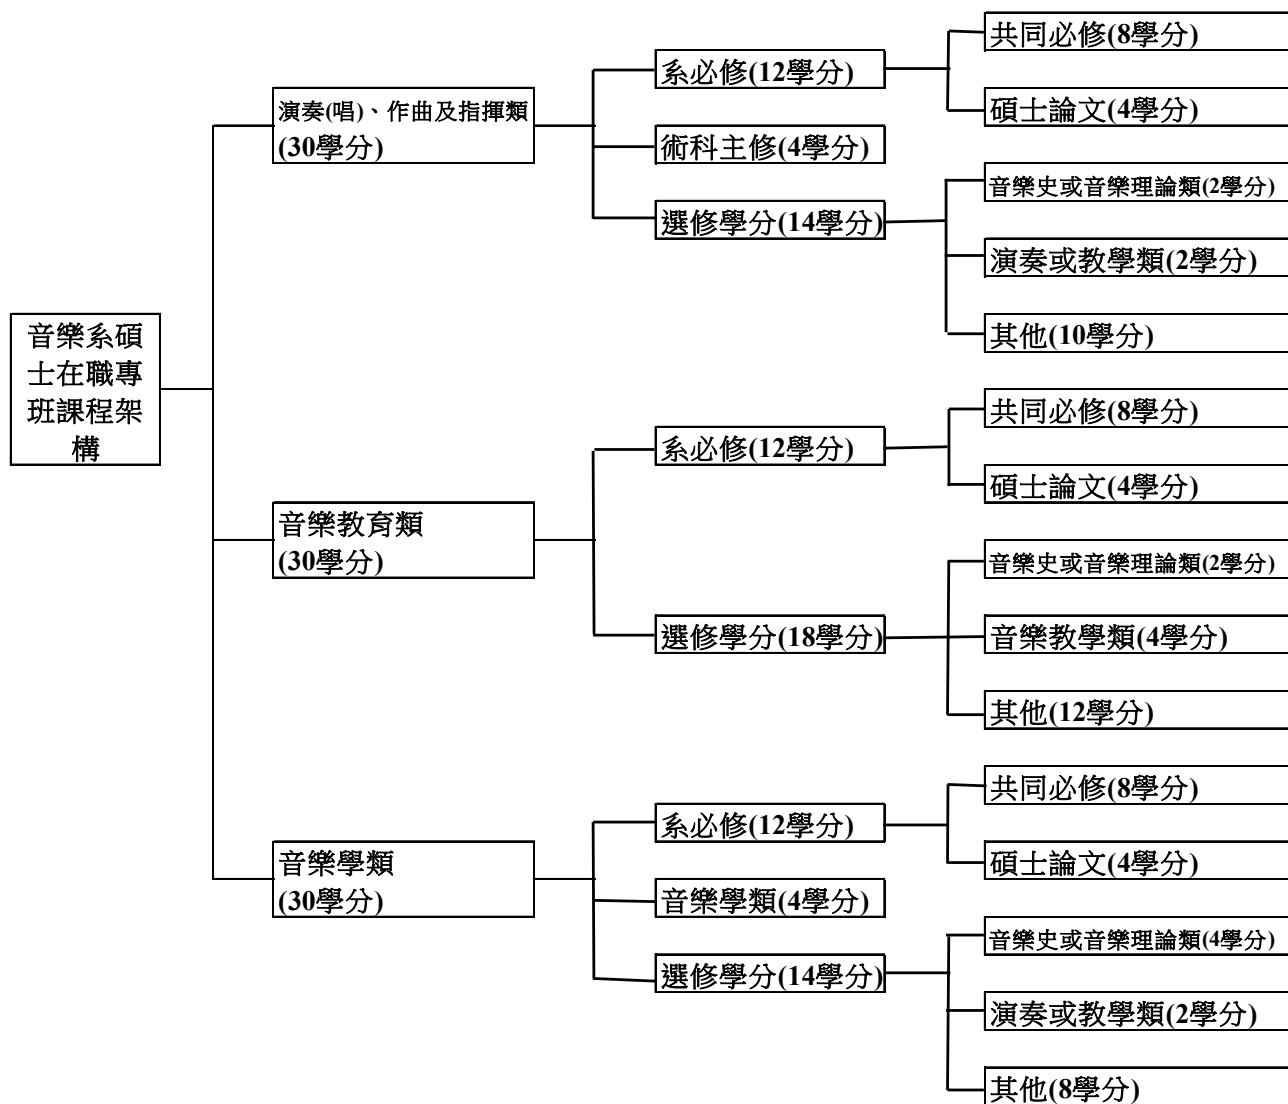 音樂系碩
士在職專
班課程架
構
演奏(唱)、作曲及指揮類
(30學分)
系必修(12學分)
共同必修(8學分)
碩士論文(4學分)
術科主修(4學分)
選修學分(14學分)
音樂史或音樂理論類(2學分)
演奏或教學類(2學分)
其他(10學分)
音樂教育類
(30學分)
系必修(12學分)
共同必修(8學分)
碩士論文(4學分)
選修學分(18學分)
音樂史或音樂理論類(2學分)
音樂教學類(4學分)
其他(12學分)
音樂學類
(30學分)
系必修(12學分)
共同必修(8學分)
碩士論文(4學分)
音樂學類(4學分)
選修學分(14學分)
音樂史或音樂理論類(4學分)
演奏或教學類(2學分)
其他(8學分)